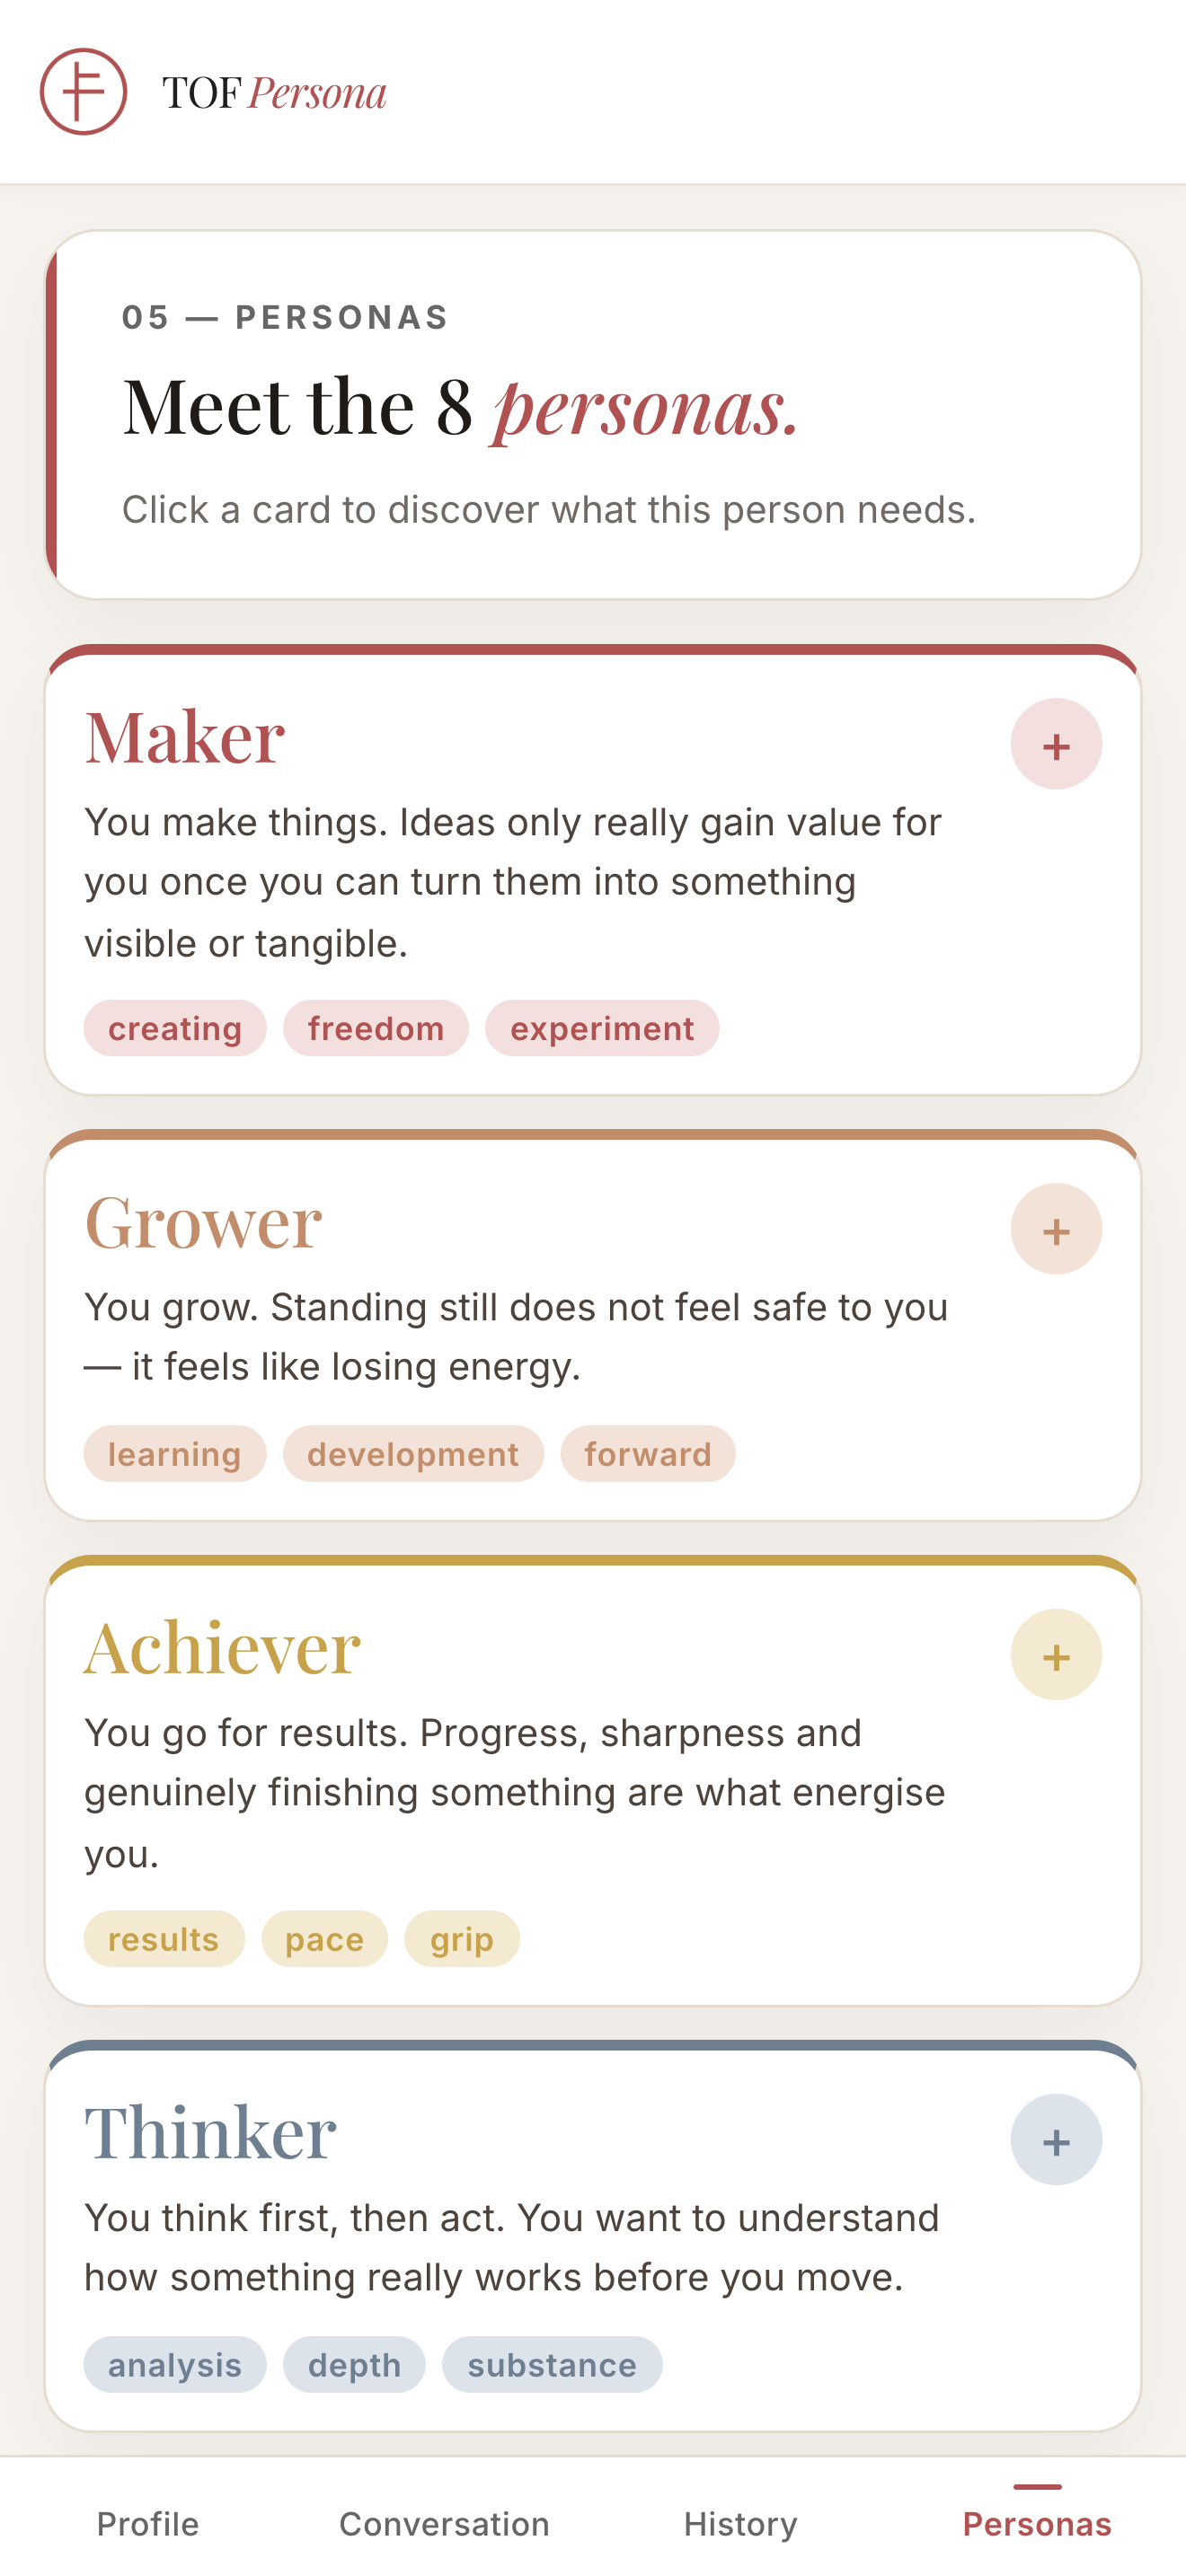 TOF Persona
05 — PERSONAS
Meet the 8 personas.
Click a card to discover what this person needs.
Maker
+
You make things. Ideas only really gain value for
you once you can turn them into something
visible or tangible.
creating freedom experiment
Grower
+
You grow. Standing still does not feel safe to you
— it feels like losing energy.
learning development forward
Achiever
+
You go for results. Progress, sharpness and
genuinely finishing something are what energise
you.
results pace grip
Thinker
+
You think first, then act. You want to understand
how something really works before you move.
analysis depth substance
Profile Conversation History Personas